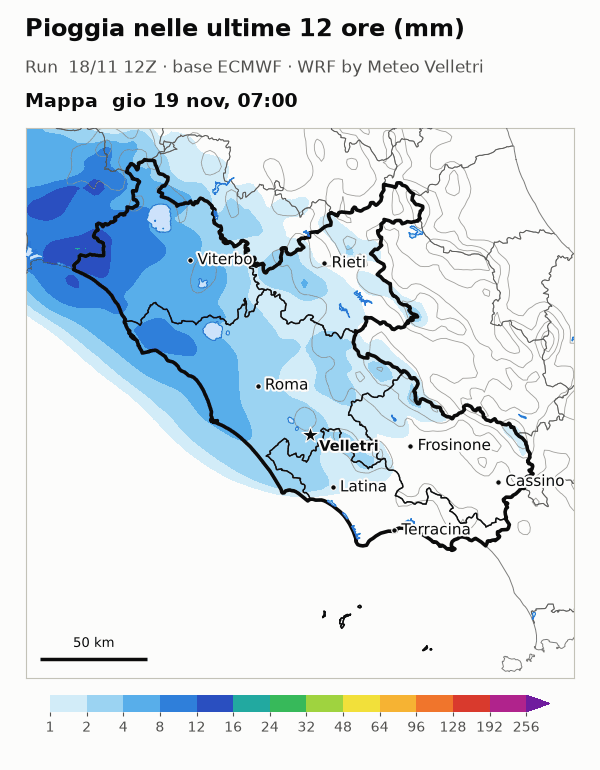 Pioggia nelle ultime 12 ore (mm)
Run  18/11 12Z · base ECMWF · WRF by Meteo Velletri
Mappa  gio 19 nov, 07:00
Viterbo
Rieti
Roma
Velletri
Frosinone
Latina
Cassino
Terracina
50 km
1 2 4 8 12 16 24 32 48 64 96 128 192 256